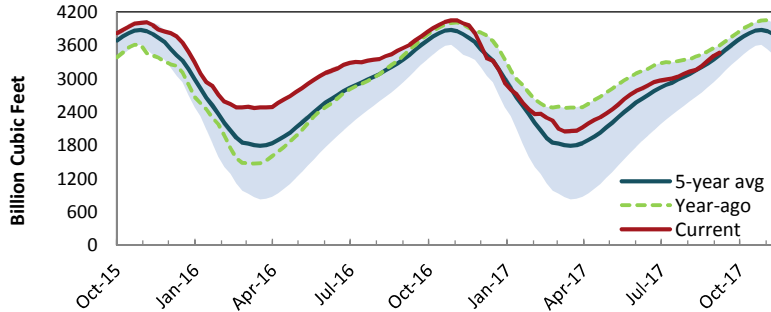 Billion Cubic Feet
4200
3600
3000
2400
1800
1200
600
0
5-year avg
Year-ago
Current
Oct-15
Jan-16
Apr-16
Jul-16
Oct-16
Jan-17
Apr-17
Jul-17
Oct-17